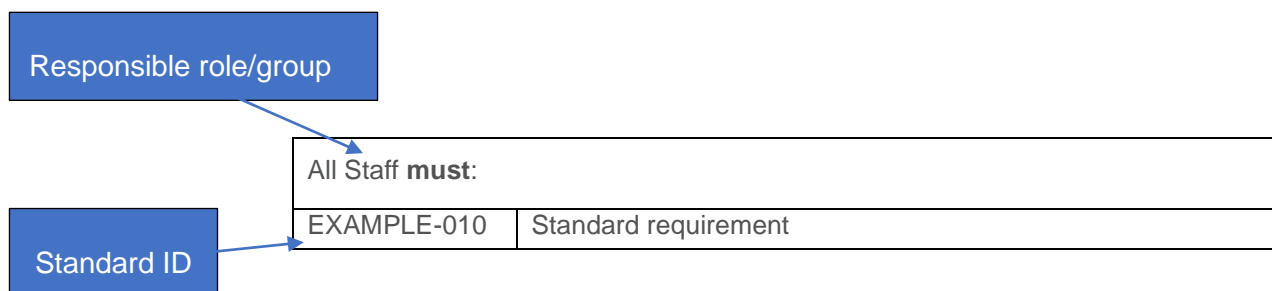 Responsible role/group
All Staff must:
EXAMPLE-010 Standard requirement
Standard ID